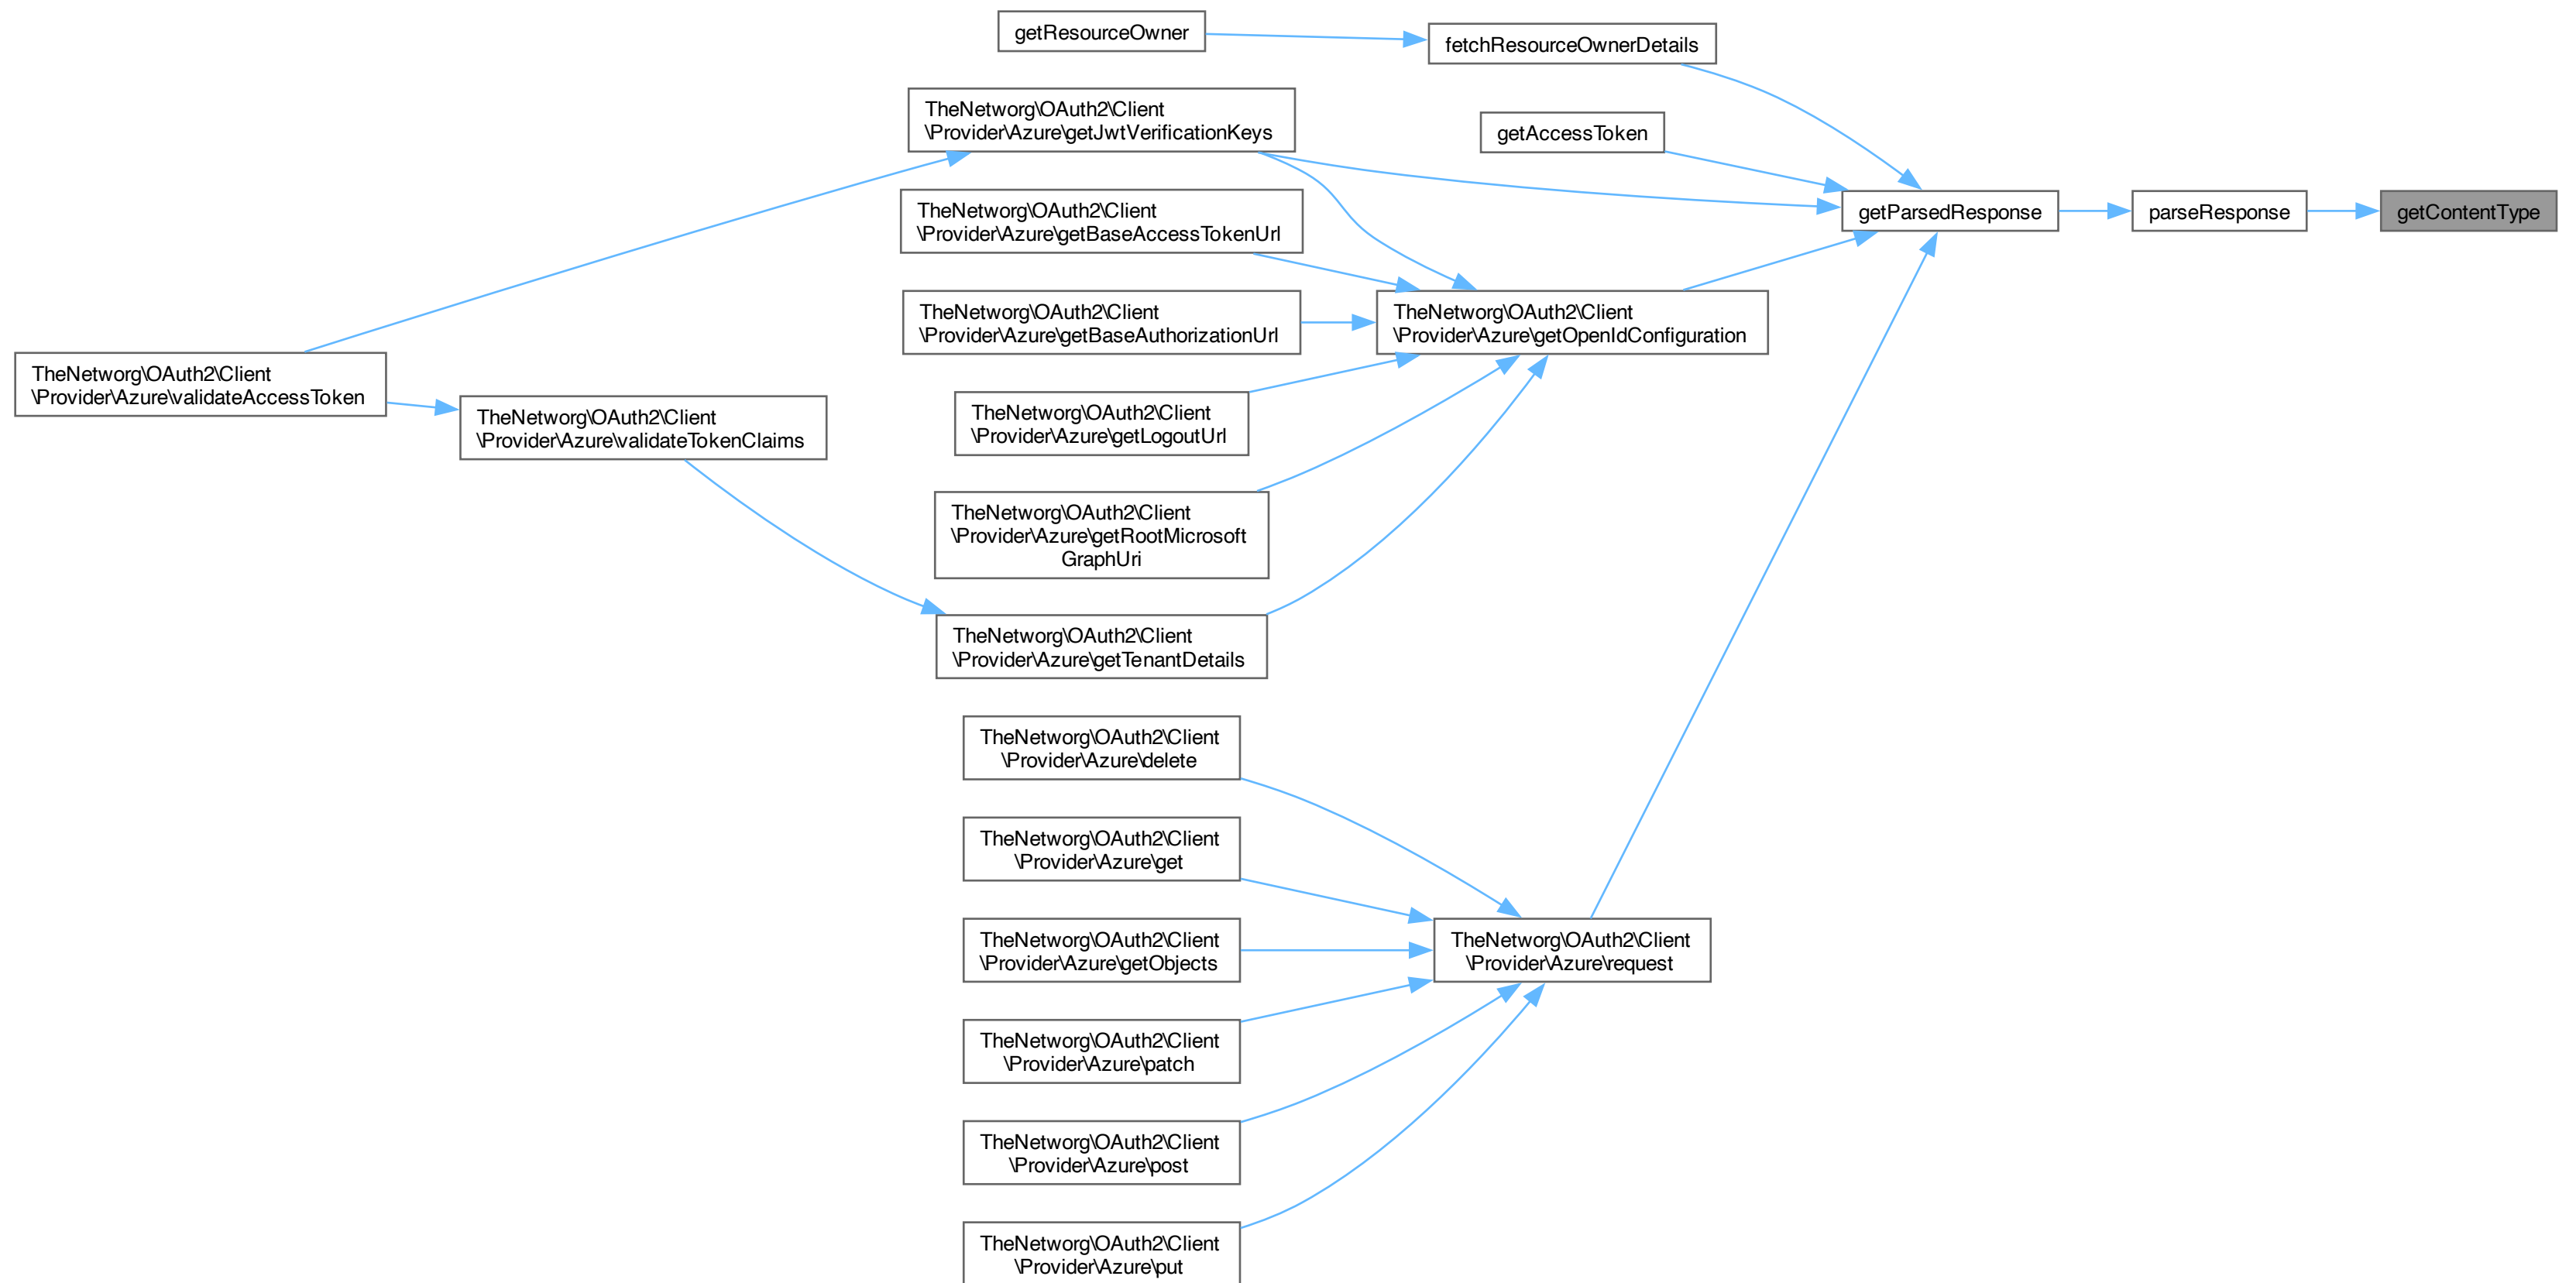 getResourceOwner
fetchResourceOwnerDetails
TheNetworg\OAuth2\Client
\Provider\Azure\getJwtVerificationKeys
getAccessToken
TheNetworg\OAuth2\Client
\Provider\Azure\getBaseAccessTokenUrl
getParsedResponse
parseResponse
getContentType
TheNetworg\OAuth2\Client
\Provider\Azure\getBaseAuthorizationUrl
TheNetworg\OAuth2\Client
\Provider\Azure\getOpenIdConfiguration
TheNetworg\OAuth2\Client
\Provider\Azure\validateAccessToken
TheNetworg\OAuth2\Client
\Provider\Azure\validateTokenClaims
TheNetworg\OAuth2\Client
\Provider\Azure\getLogoutUrl
TheNetworg\OAuth2\Client
\Provider\Azure\getRootMicrosoft
GraphUri
TheNetworg\OAuth2\Client
\Provider\Azure\getTenantDetails
TheNetworg\OAuth2\Client
\Provider\Azure\delete
TheNetworg\OAuth2\Client
\Provider\Azure\get
TheNetworg\OAuth2\Client
\Provider\Azure\getObjects
TheNetworg\OAuth2\Client
\Provider\Azure\request
TheNetworg\OAuth2\Client
\Provider\Azure\patch
TheNetworg\OAuth2\Client
\Provider\Azure\post
TheNetworg\OAuth2\Client
\Provider\Azure\put